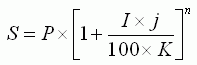 S = P × [1 + (I × j) / (100 × K)]ⁿ